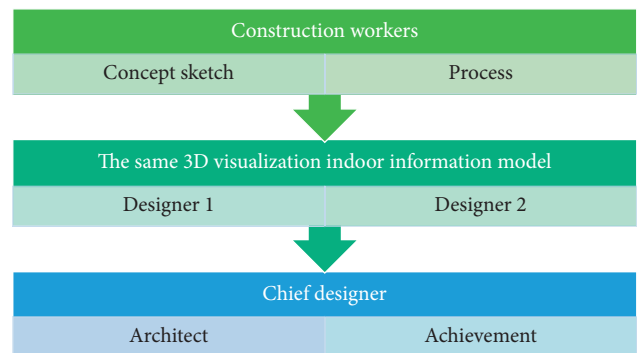 Construction workers
Concept sketch Process
The same 3D visualization indoor information model
Designer 1 Designer 2
Chief designer
Architect Achievement